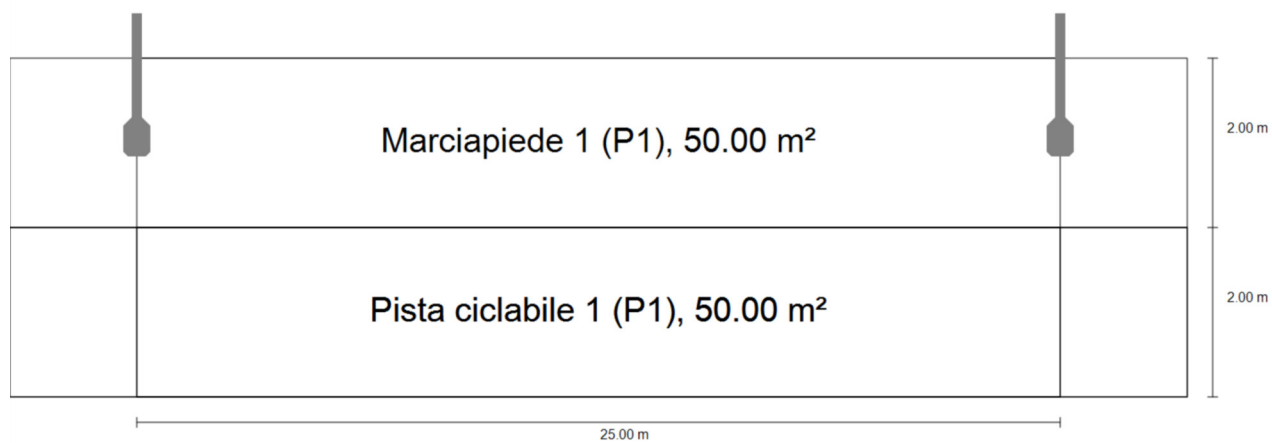 Marciapiede 1 (P1), 50.00 m²
2.00 m
Pista ciclabile 1 (P1), 50.00 m²
2.00 m
25.00 m